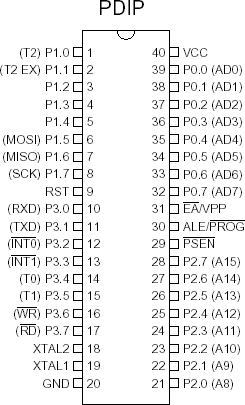 PDIP
(T2) P1.0 1 40 VCC
(T2 EX) P1.1 2 39 P0.0 (AD0)
P1.2 3 38 P0.1 (AD1)
P1.3 4 37 P0.2 (AD2)
P1.4 5 36 P0.3 (AD3)
(MOSI) P1.5 6 35 P0.4 (AD4)
(MISO) P1.6 7 34 P0.5 (AD5)
(SCK) P1.7 8 33 P0.6 (AD6)
RST 9 32 P0.7 (AD7)
(RXD) P3.0 10 31 E̅A̅/VPP
(TXD) P3.1 11 30 ALE/P̅R̅O̅G̅
(I̅N̅T̅0̅) P3.2 12 29 P̅S̅E̅N̅
(I̅N̅T̅1̅) P3.3 13 28 P2.7 (A15)
(T0) P3.4 14 27 P2.6 (A14)
(T1) P3.5 15 26 P2.5 (A13)
(W̅R̅) P3.6 16 25 P2.4 (A12)
(R̅D̅) P3.7 17 24 P2.3 (A11)
XTAL2 18 23 P2.2 (A10)
XTAL1 19 22 P2.1 (A9)
GND 20 21 P2.0 (A8)